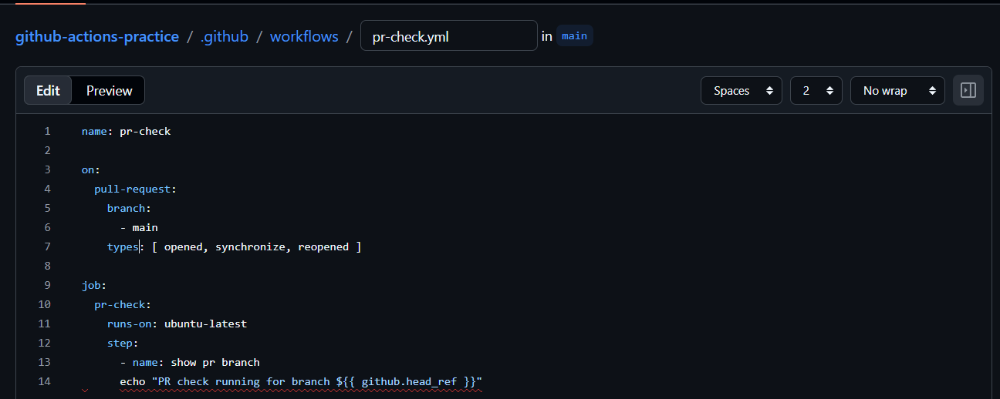 github-actions-practice / .github / workflows / pr-check.yml in main
Edit Preview Spaces 2 No wrap
1 name: pr-check
2
3 on:
4   pull-request:
5     branch:
6       - main
7     types: [ opened, synchronize, reopened ]
8
9 job:
10   pr-check:
11     runs-on: ubuntu-latest
12     step:
13       - name: show pr branch
14       echo "PR check running for branch ${{ github.head_ref }}"